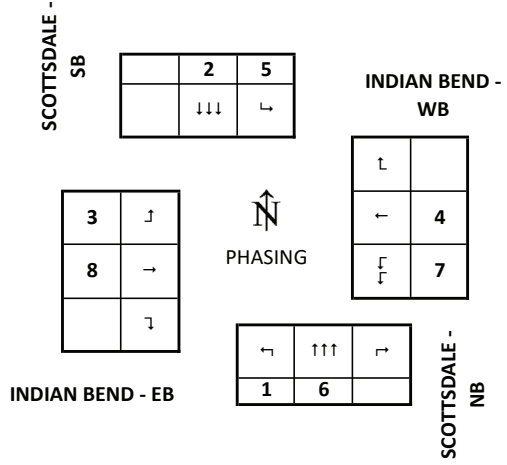 SCOTTSDALE -
SB
2 5
↓↓↓ ↳
INDIAN BEND -
WB
3
8 →
N
PHASING
← 4
7
INDIAN BEND - EB
↰ ↑↑↑ ↱
1 6
SCOTTSDALE -
NB